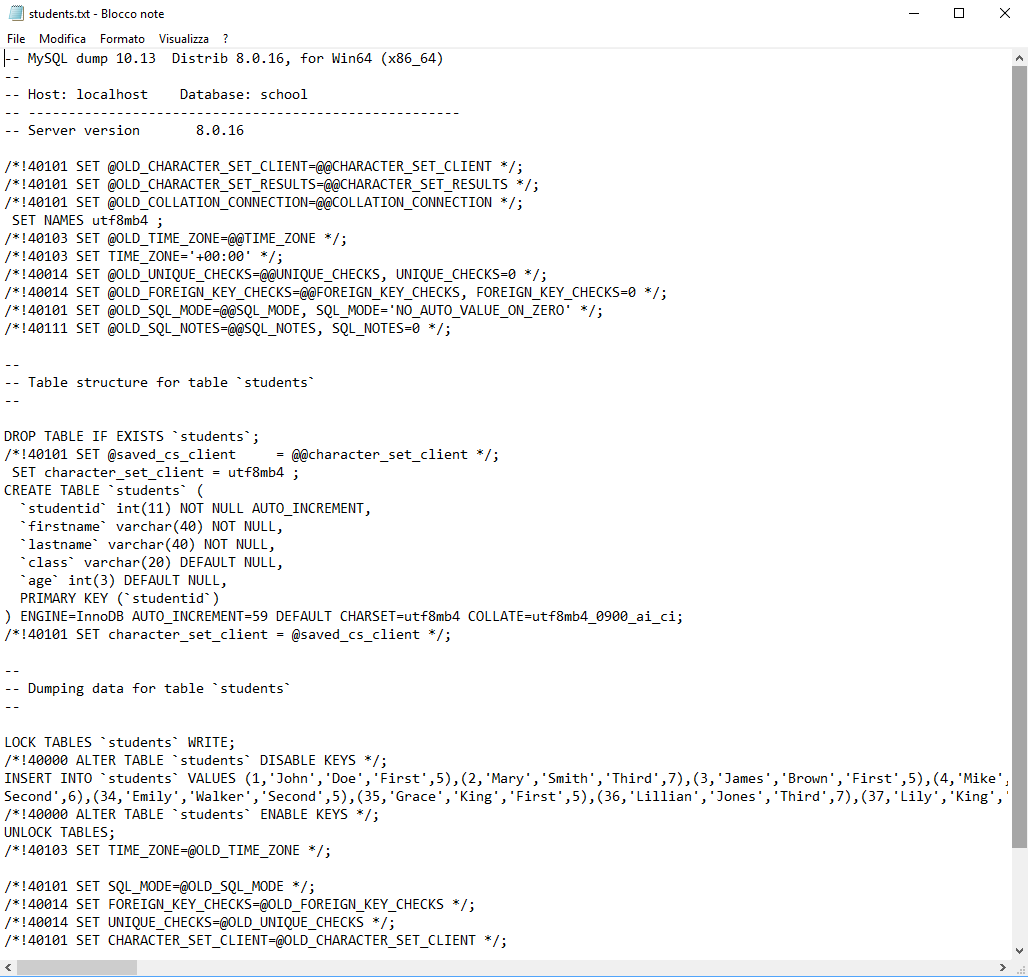 students.txt - Blocco note
File Modifica Formato Visualizza ?
-- MySQL dump 10.13  Distrib 8.0.16, for Win64 (x86_64)
--
-- Host: localhost    Database: school
-- ------------------------------------------------------
-- Server version       8.0.16

/*!40101 SET @OLD_CHARACTER_SET_CLIENT=@@CHARACTER_SET_CLIENT */;
/*!40101 SET @OLD_CHARACTER_SET_RESULTS=@@CHARACTER_SET_RESULTS */;
/*!40101 SET @OLD_COLLATION_CONNECTION=@@COLLATION_CONNECTION */;
 SET NAMES utf8mb4 ;
/*!40103 SET @OLD_TIME_ZONE=@@TIME_ZONE */;
/*!40103 SET TIME_ZONE='+00:00' */;
/*!40014 SET @OLD_UNIQUE_CHECKS=@@UNIQUE_CHECKS, UNIQUE_CHECKS=0 */;
/*!40014 SET @OLD_FOREIGN_KEY_CHECKS=@@FOREIGN_KEY_CHECKS, FOREIGN_KEY_CHECKS=0 */;
/*!40101 SET @OLD_SQL_MODE=@@SQL_MODE, SQL_MODE='NO_AUTO_VALUE_ON_ZERO' */;
/*!40111 SET @OLD_SQL_NOTES=@@SQL_NOTES, SQL_NOTES=0 */;

--
-- Table structure for table `students`
--

DROP TABLE IF EXISTS `students`;
/*!40101 SET @saved_cs_client     = @@character_set_client */;
 SET character_set_client = utf8mb4 ;
CREATE TABLE `students` (
  `studentid` int(11) NOT NULL AUTO_INCREMENT,
  `firstname` varchar(40) NOT NULL,
  `lastname` varchar(40) NOT NULL,
  `class` varchar(20) DEFAULT NULL,
  `age` int(3) DEFAULT NULL,
  PRIMARY KEY (`studentid`)
) ENGINE=InnoDB AUTO_INCREMENT=59 DEFAULT CHARSET=utf8mb4 COLLATE=utf8mb4_0900_ai_ci;
/*!40101 SET character_set_client = @saved_cs_client */;

--
-- Dumping data for table `students`
--

LOCK TABLES `students` WRITE;
/*!40000 ALTER TABLE `students` DISABLE KEYS */;
INSERT INTO `students` VALUES (1,'John','Doe','First',5),(2,'Mary','Smith','Third',7),(3,'James','Brown','First',5),(4,'Mike',
Second',6),(34,'Emily','Walker','Second',5),(35,'Grace','King','First',5),(36,'Lillian','Jones','Third',7),(37,'Lily','King','
/*!40000 ALTER TABLE `students` ENABLE KEYS */;
UNLOCK TABLES;
/*!40103 SET TIME_ZONE=@OLD_TIME_ZONE */;

/*!40101 SET SQL_MODE=@OLD_SQL_MODE */;
/*!40014 SET FOREIGN_KEY_CHECKS=@OLD_FOREIGN_KEY_CHECKS */;
/*!40014 SET UNIQUE_CHECKS=@OLD_UNIQUE_CHECKS */;
/*!40101 SET CHARACTER_SET_CLIENT=@OLD_CHARACTER_SET_CLIENT */;